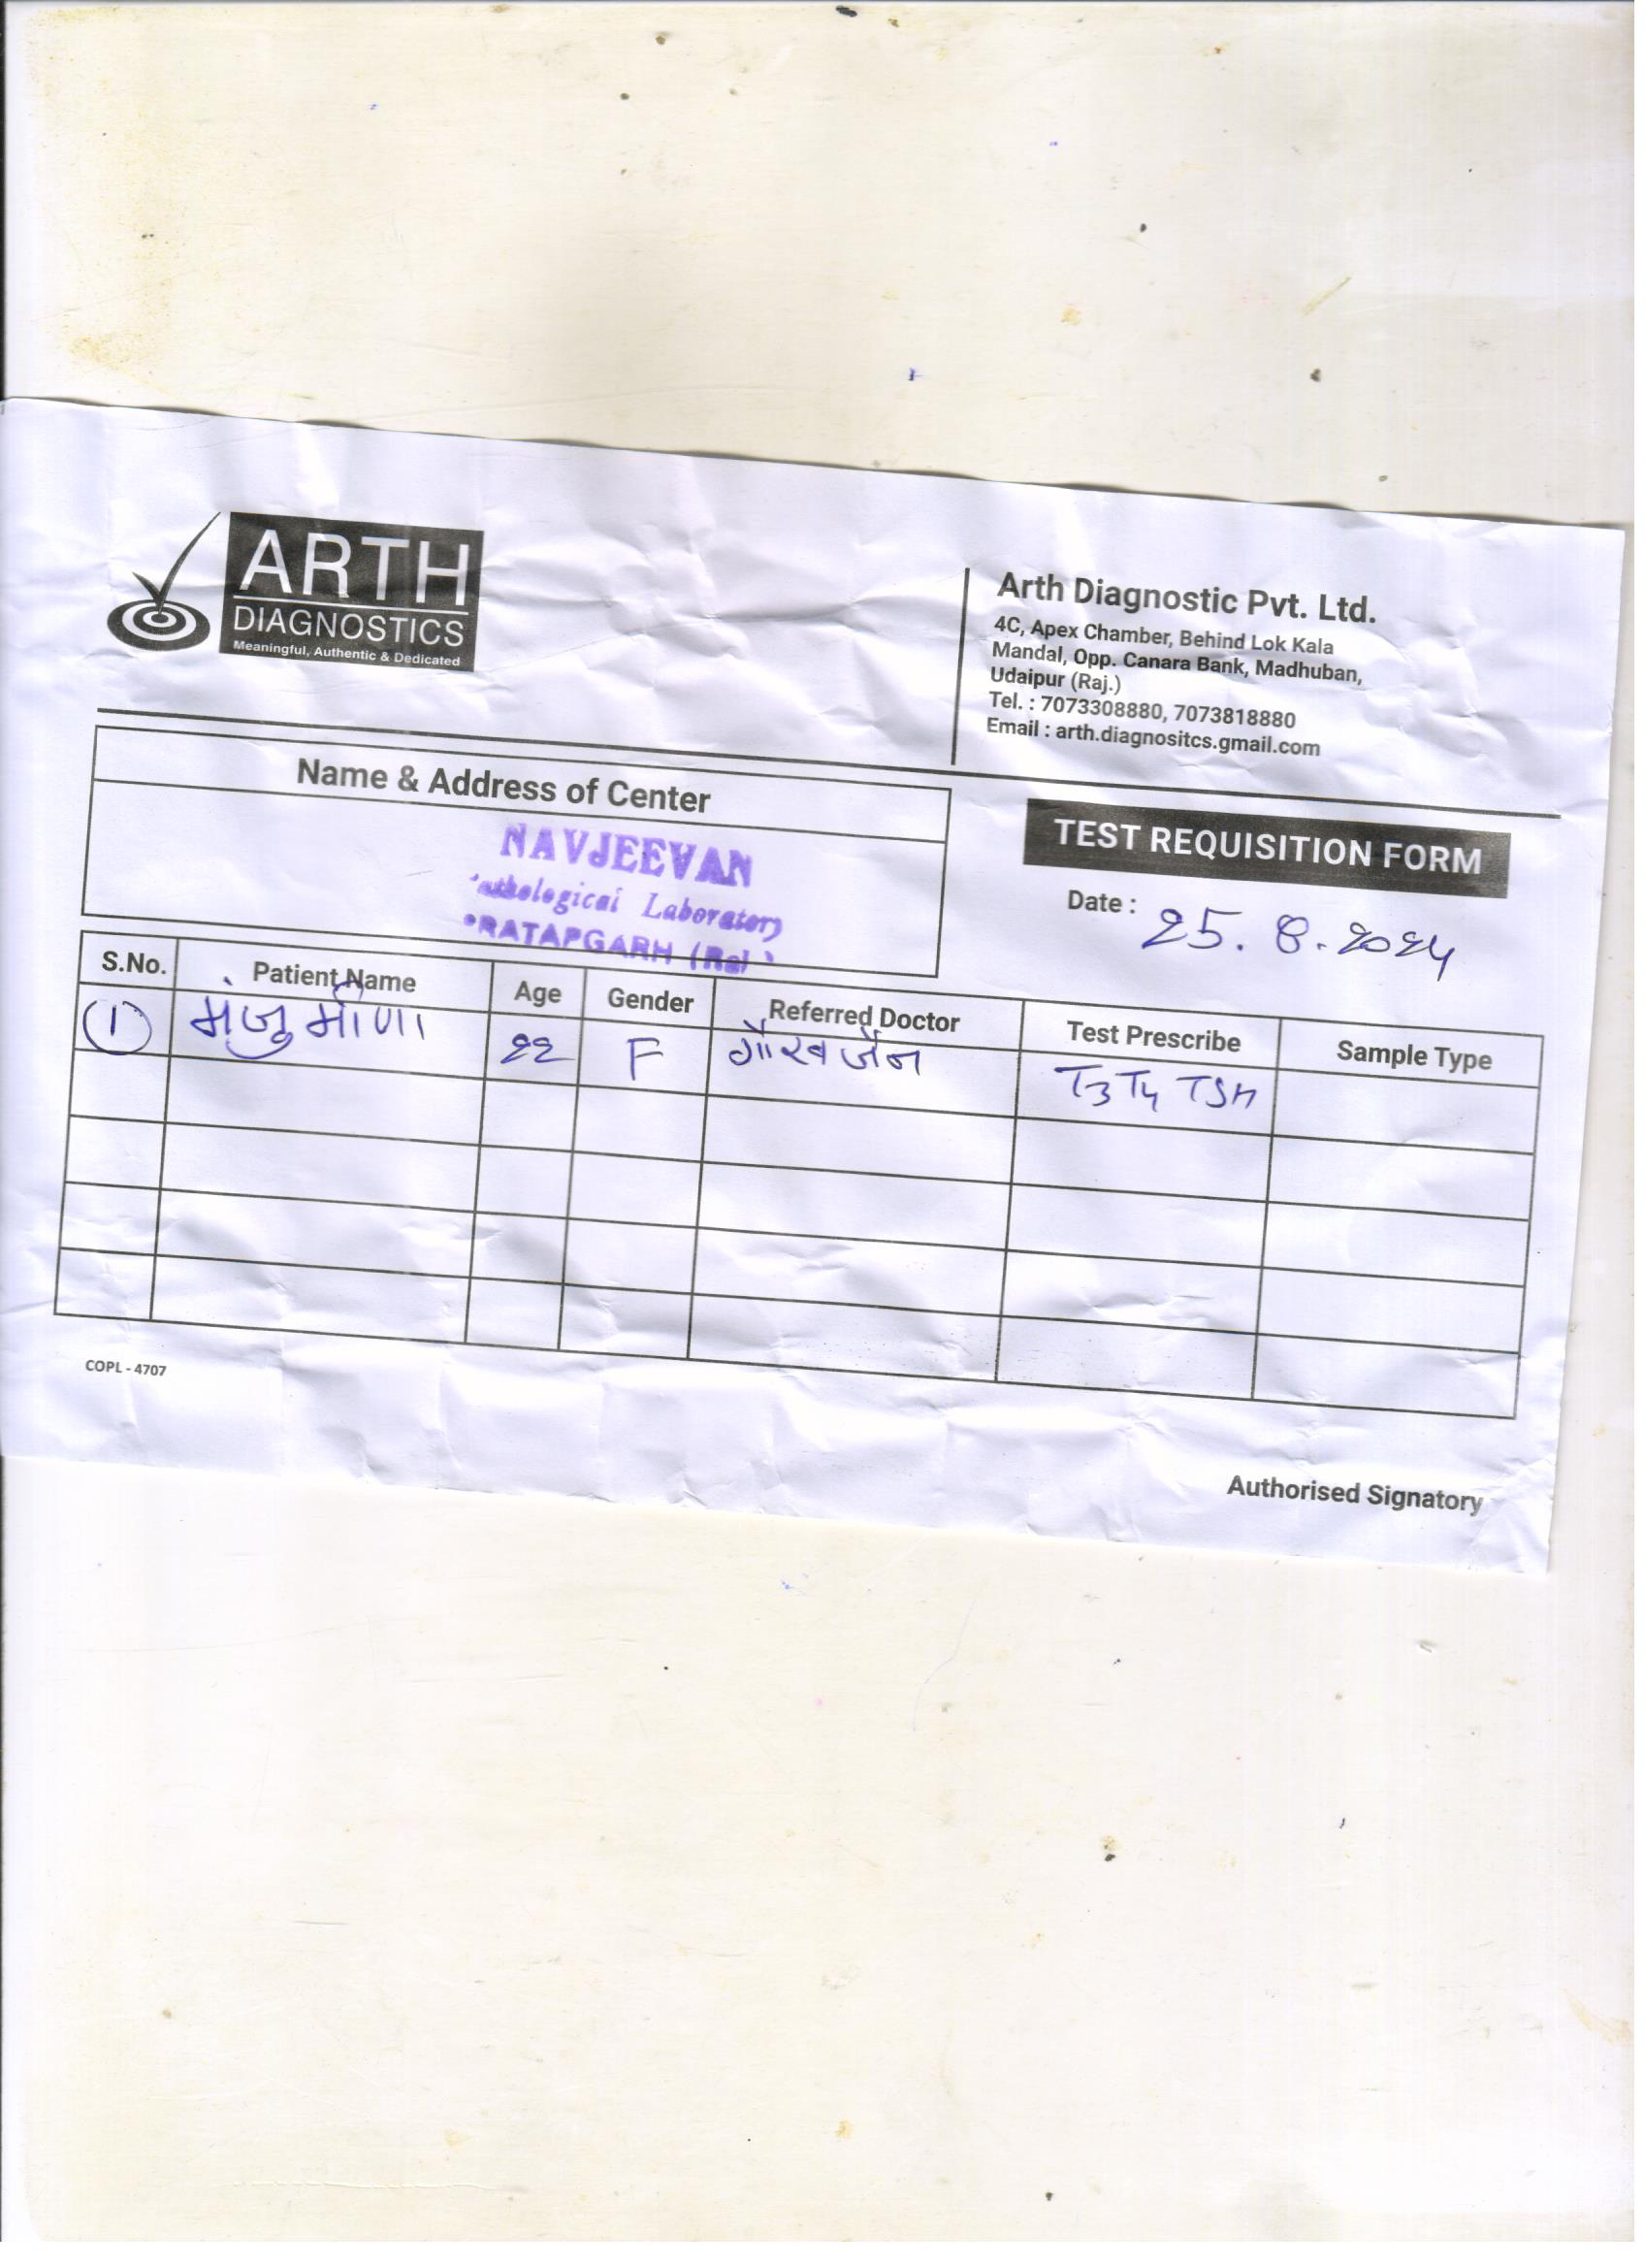 ARTH
DIAGNOSTICS
Meaningful, Authentic & Dedicated
Arth Diagnostic Pvt. Ltd.
4C, Apex Chamber, Behind Lok Kala
Mandal, Opp. Canara Bank, Madhuban,
Udaipur (Raj.)
Tel. : 7073308880, 7073818880
Email : arth.diagnositcs.gmail.com
Name & Address of Center
NAVJEEVAN
athological Laboratory
RATAPGARH (Raj
TEST REQUISITION FORM
Date : 25. 8. 2024
S.No. Patient Name Age Gender Referred Doctor Test Prescribe Sample Type
1 मंजु मीणा 22 F जैन T3 T4 TSH
COPL - 4707
Authorised Signatory